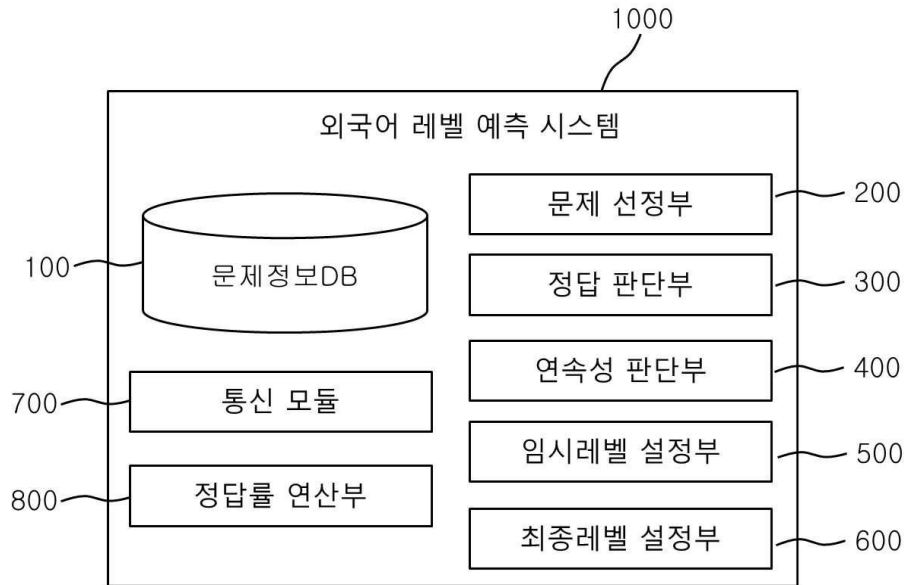 1000
외국어 레벨 예측 시스템
문제 선정부
200
100
문제정보DB
정답 판단부
300
연속성 판단부
400
700
통신 모듈
임시레벨 설정부
500
800
정답률 연산부
최종레벨 설정부
600